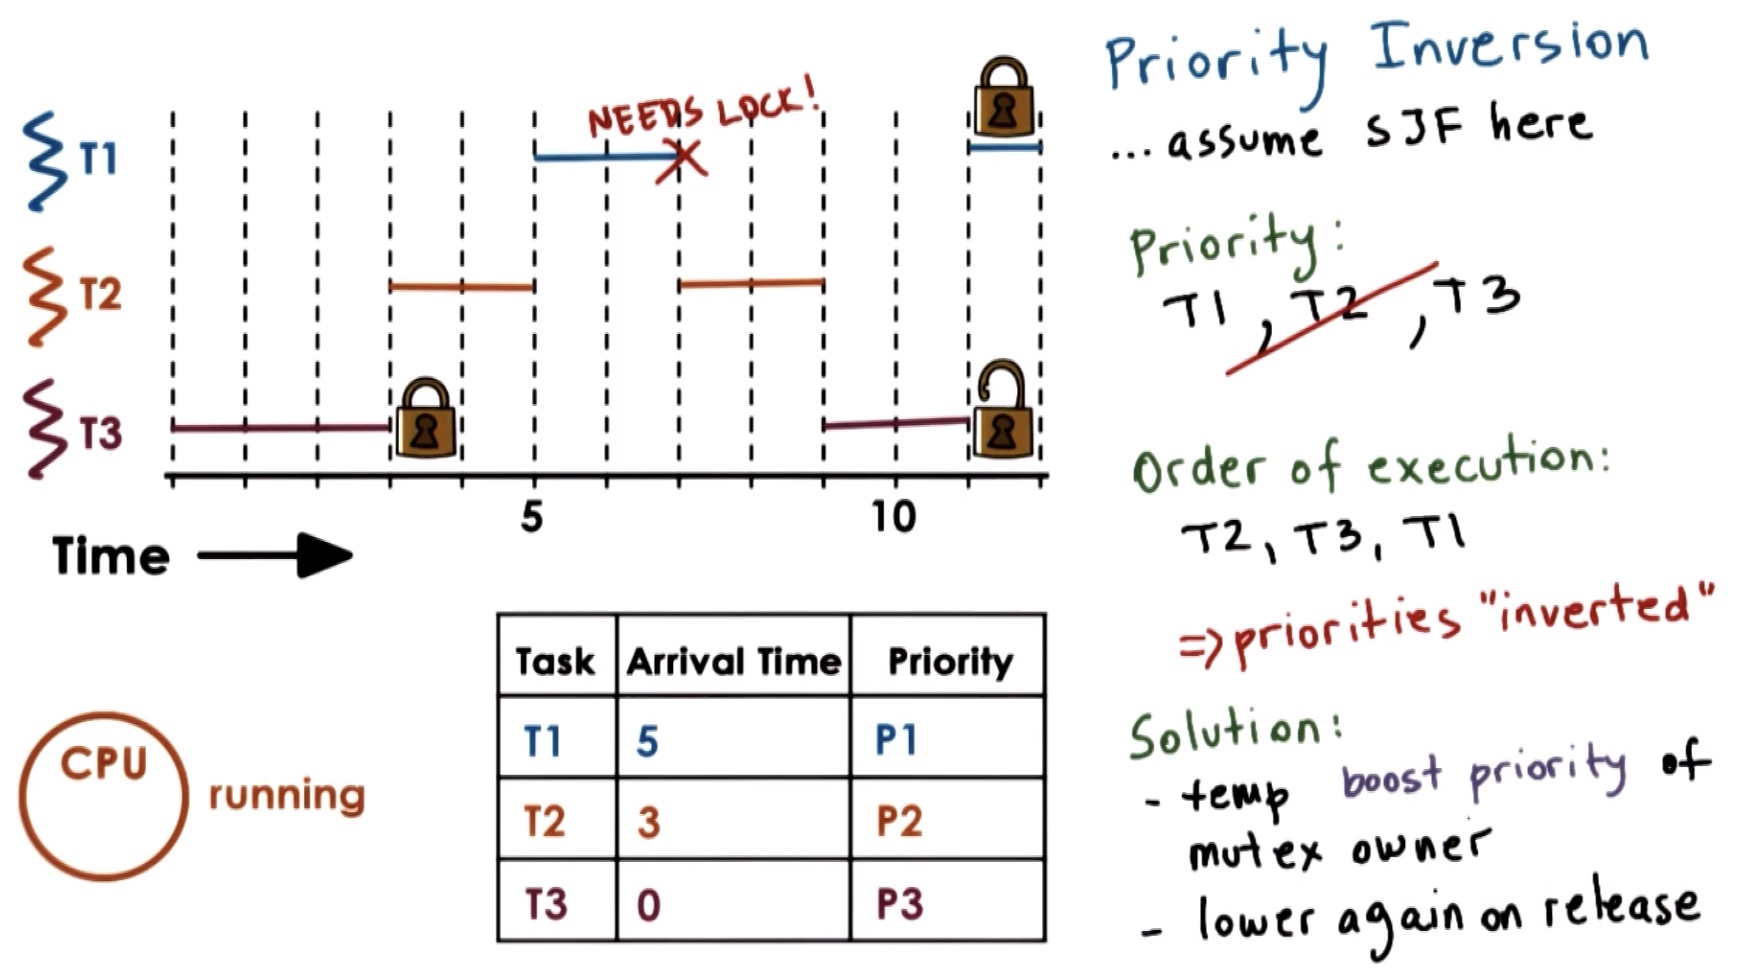 NEEDS LOCK!
T1
T2
T3
5 10
Time
CPU
running
Task Arrival Time Priority
T1 5 P1
T2 3 P2
T3 0 P3
Priority Inversion
... assume SJF here
Priority:
T1, T2, T3
Order of execution:
T2, T3, T1
=> priorities "inverted"
Solution:
- temp boost priority of
mutex owner
- lower again on release